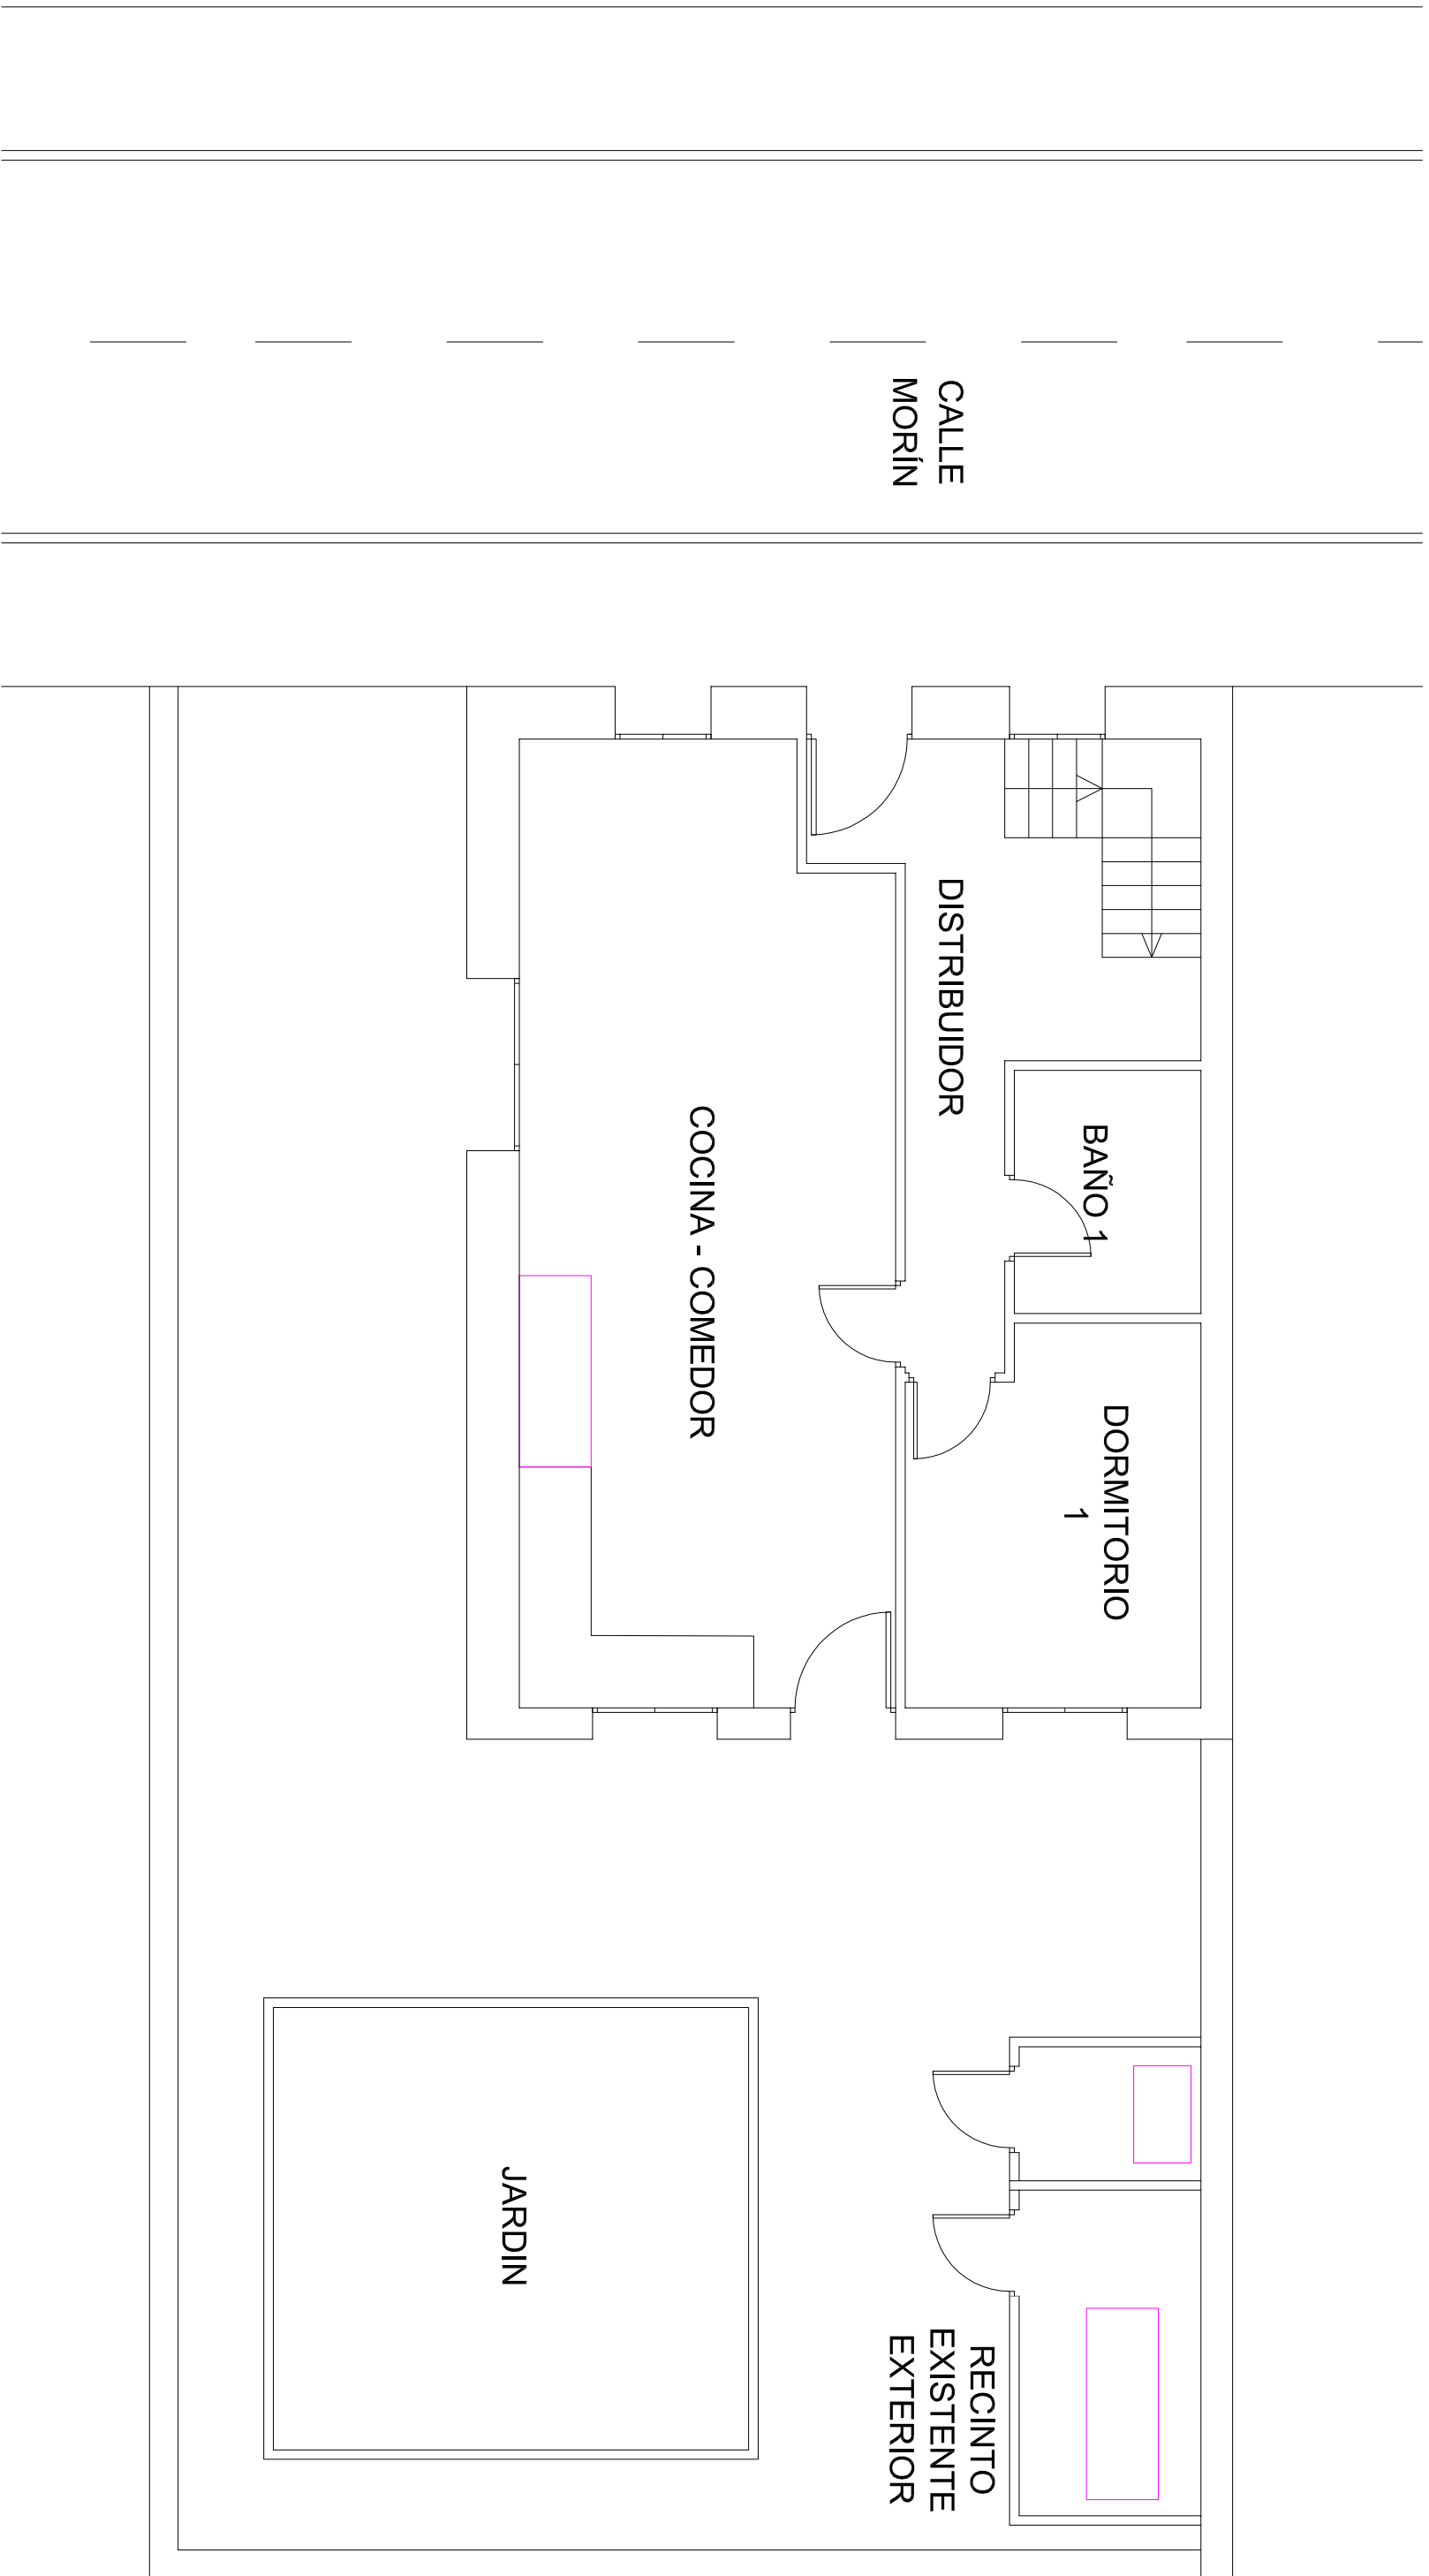 CALLE
MORÍN
DISTRIBUIDOR
BAÑO 1
COCINA - COMEDOR
DORMITORIO
1
JARDIN
RECINTO
EXISTENTE
EXTERIOR